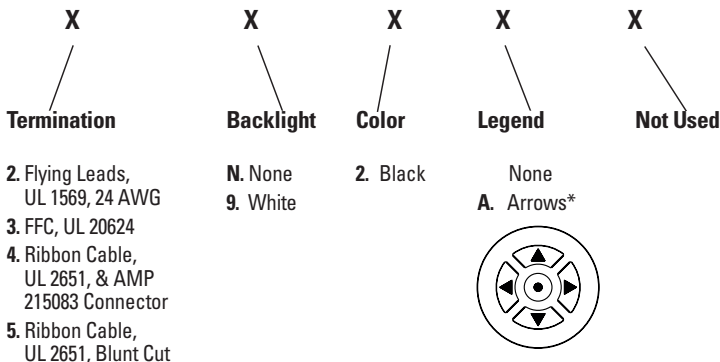 X X X X X
Termination Backlight Color Legend Not Used
2. Flying Leads,
UL 1569, 24 AWG
3. FFC, UL 20624
4. Ribbon Cable,
UL 2651, & AMP
215083 Connector
5. Ribbon Cable,
UL 2651, Blunt Cut
N. None
9. White
2. Black
None
A. Arrows*